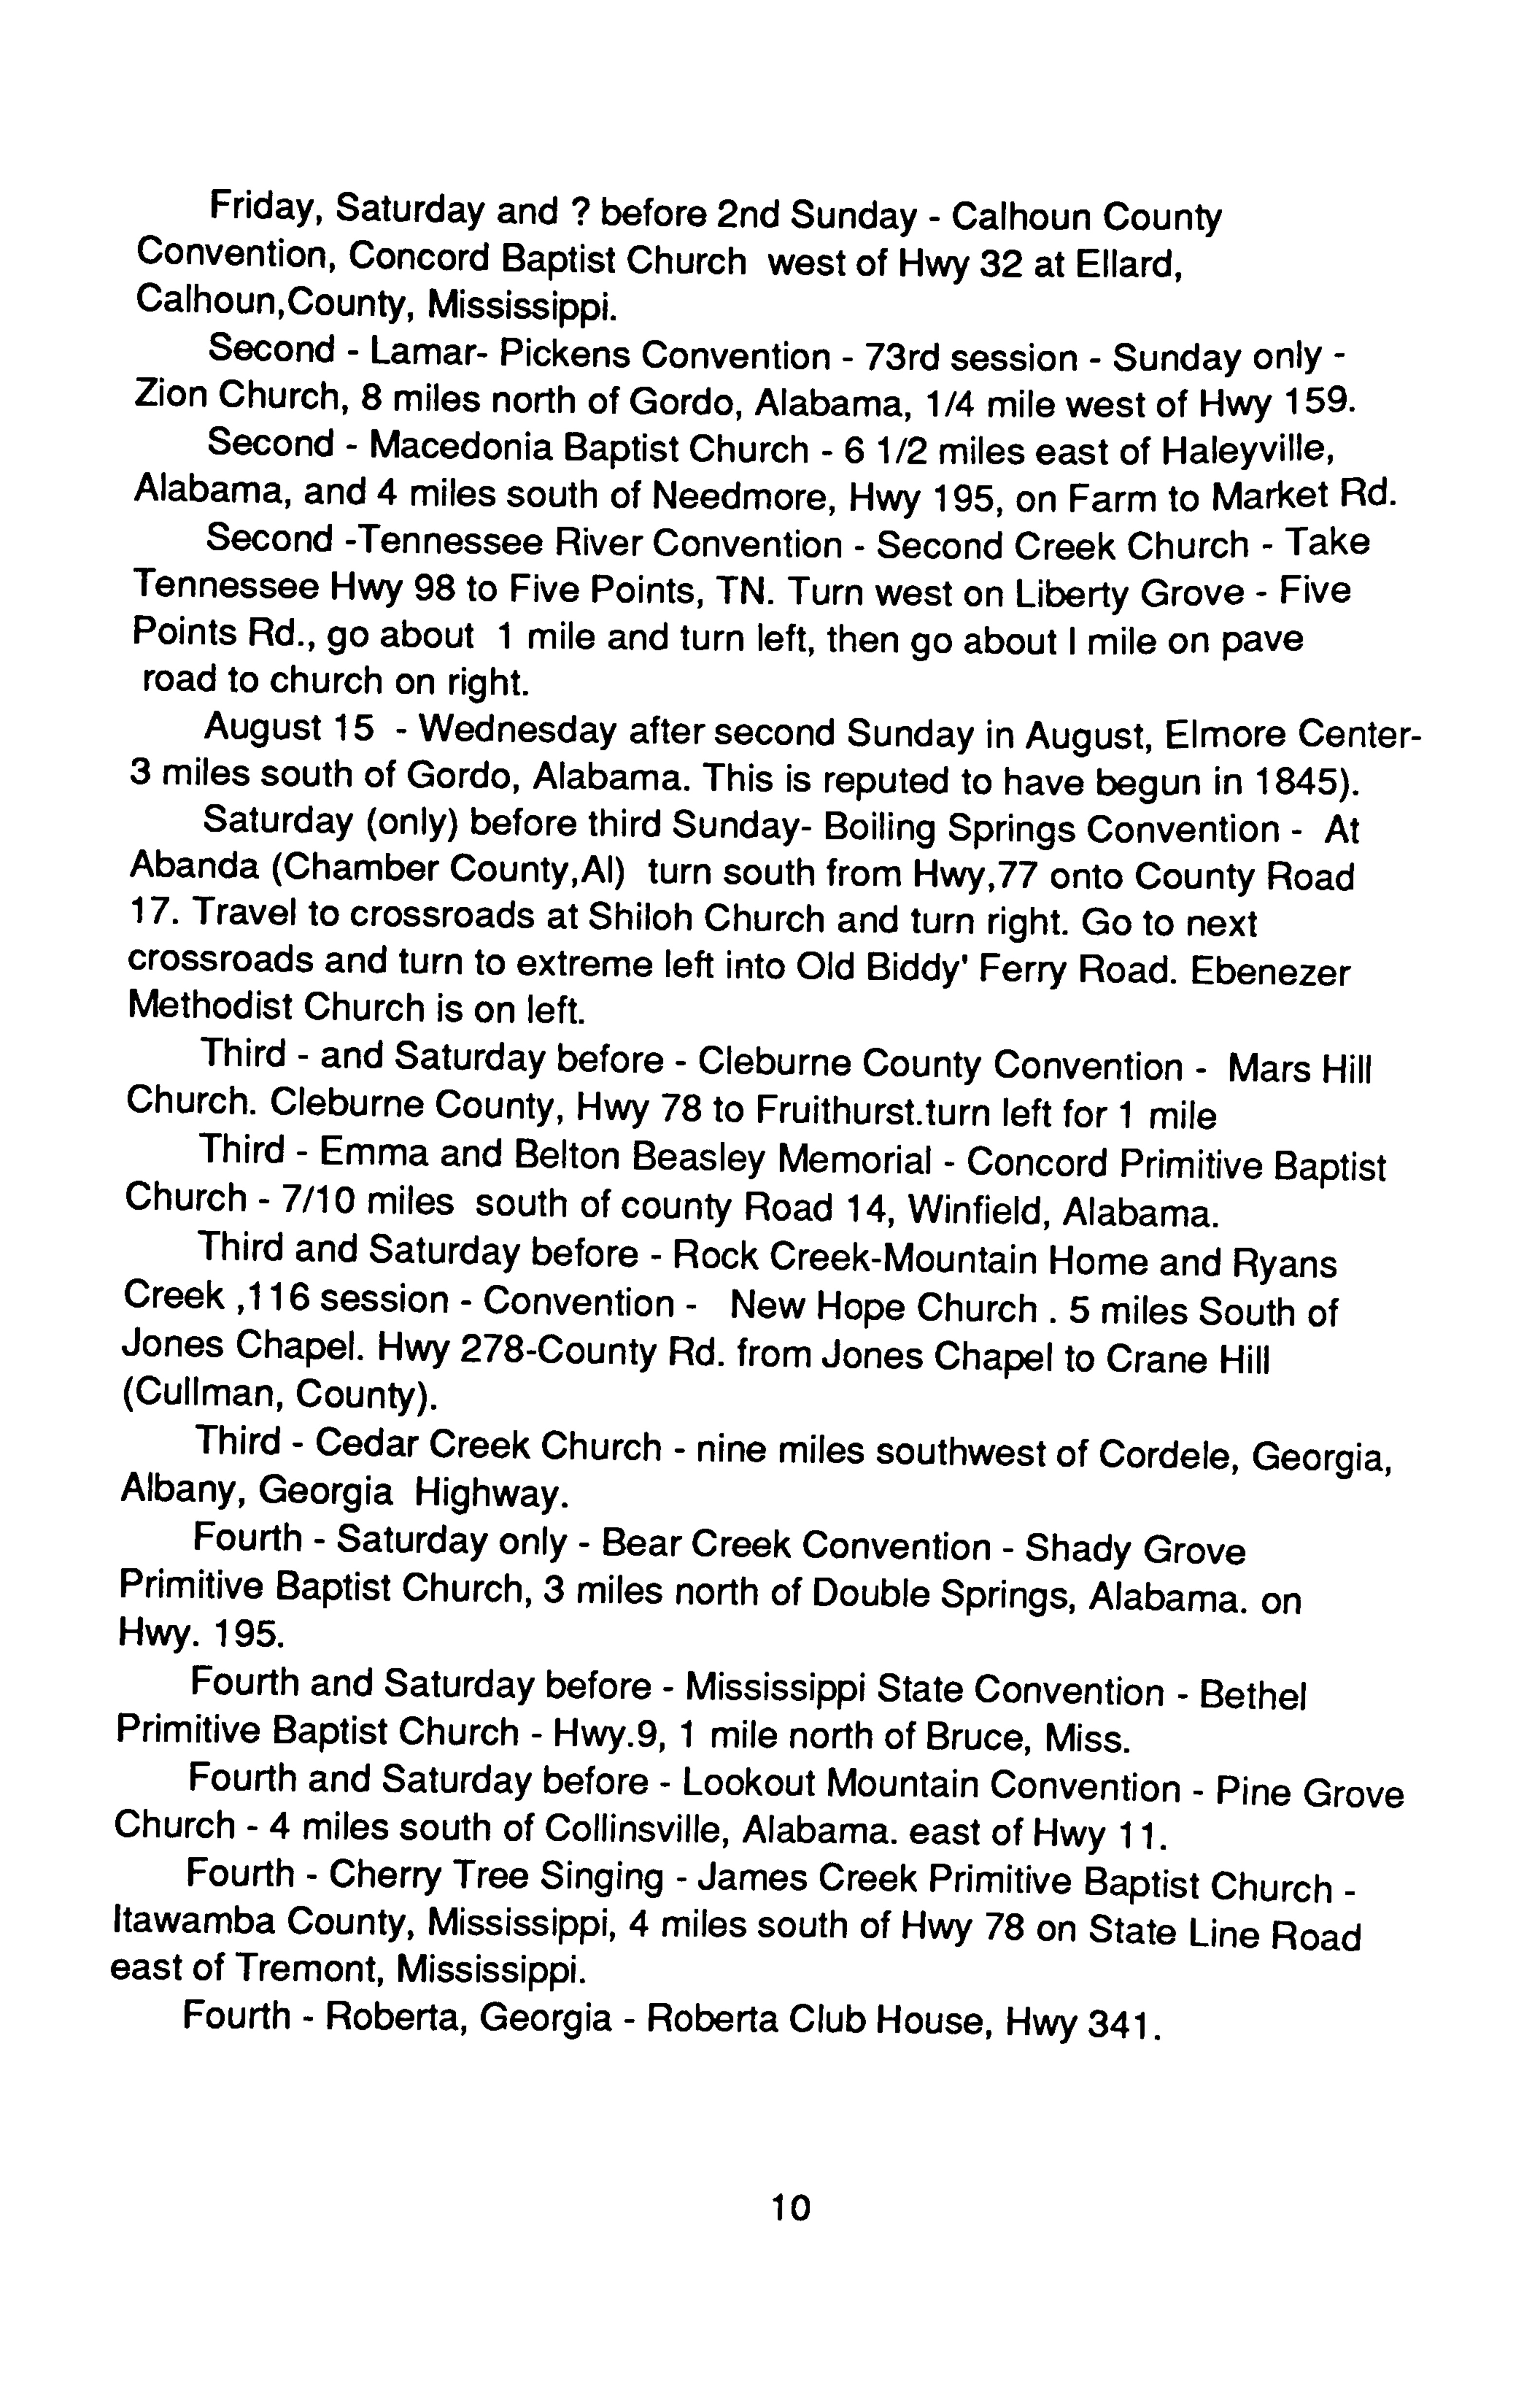 Friday, Saturday and ? before 2nd Sunday - Calhoun County
Convention, Concord Baptist Church west of Hwy 32 at Ellard,
Calhoun,County, Mississippi.
Second - Lamar- Pickens Convention - 73rd session - Sunday only -
Zion Church, 8 miles north of Gordo, Alabama, 1/4 mile west of Hwy 159.
Second - Macedonia Baptist Church - 6 1/2 miles east of Haleyville,
Alabama, and 4 miles south of Needmore, Hwy 195, on Farm to Market Rd.
Second -Tennessee River Convention - Second Creek Church - Take
Tennessee Hwy 98 to Five Points, TN. Turn west on Liberty Grove - Five
Points Rd., go about 1 mile and turn left, then go about I mile on pave
road to church on right.
August 15 - Wednesday after second Sunday in August, Elmore Center-
3 miles south of Gordo, Alabama. This is reputed to have begun in 1845).
Saturday (only) before third Sunday- Boiling Springs Convention - At
Abanda (Chamber County,Al) turn south from Hwy,77 onto County Road
17. Travel to crossroads at Shiloh Church and turn right. Go to next
crossroads and turn to extreme left into Old Biddy' Ferry Road. Ebenezer
Methodist Church is on left.
Third - and Saturday before - Cleburne County Convention - Mars Hill
Church. Cleburne County, Hwy 78 to Fruithurst.turn left for 1 mile
Third - Emma and Belton Beasley Memorial - Concord Primitive Baptist
Church - 7/10 miles south of county Road 14, Winfield, Alabama.
Third and Saturday before - Rock Creek-Mountain Home and Ryans
Creek ,116 session - Convention - New Hope Church . 5 miles South of
Jones Chapel. Hwy 278-County Rd. from Jones Chapel to Crane Hill
(Cullman, County).
Third - Cedar Creek Church - nine miles southwest of Cordele, Georgia,
Albany, Georgia Highway.
Fourth - Saturday only - Bear Creek Convention - Shady Grove
Primitive Baptist Church, 3 miles north of Double Springs, Alabama. on
Hwy. 195.
Fourth and Saturday before - Mississippi State Convention - Bethel
Primitive Baptist Church - Hwy.9, 1 mile north of Bruce, Miss.
Fourth and Saturday before - Lookout Mountain Convention - Pine Grove
Church - 4 miles south of Collinsville, Alabama. east of Hwy 11.
Fourth - Cherry Tree Singing - James Creek Primitive Baptist Church -
Itawamba County, Mississippi, 4 miles south of Hwy 78 on State Line Road
east of Tremont, Mississippi.
Fourth - Roberta, Georgia - Roberta Club House, Hwy 341.
10